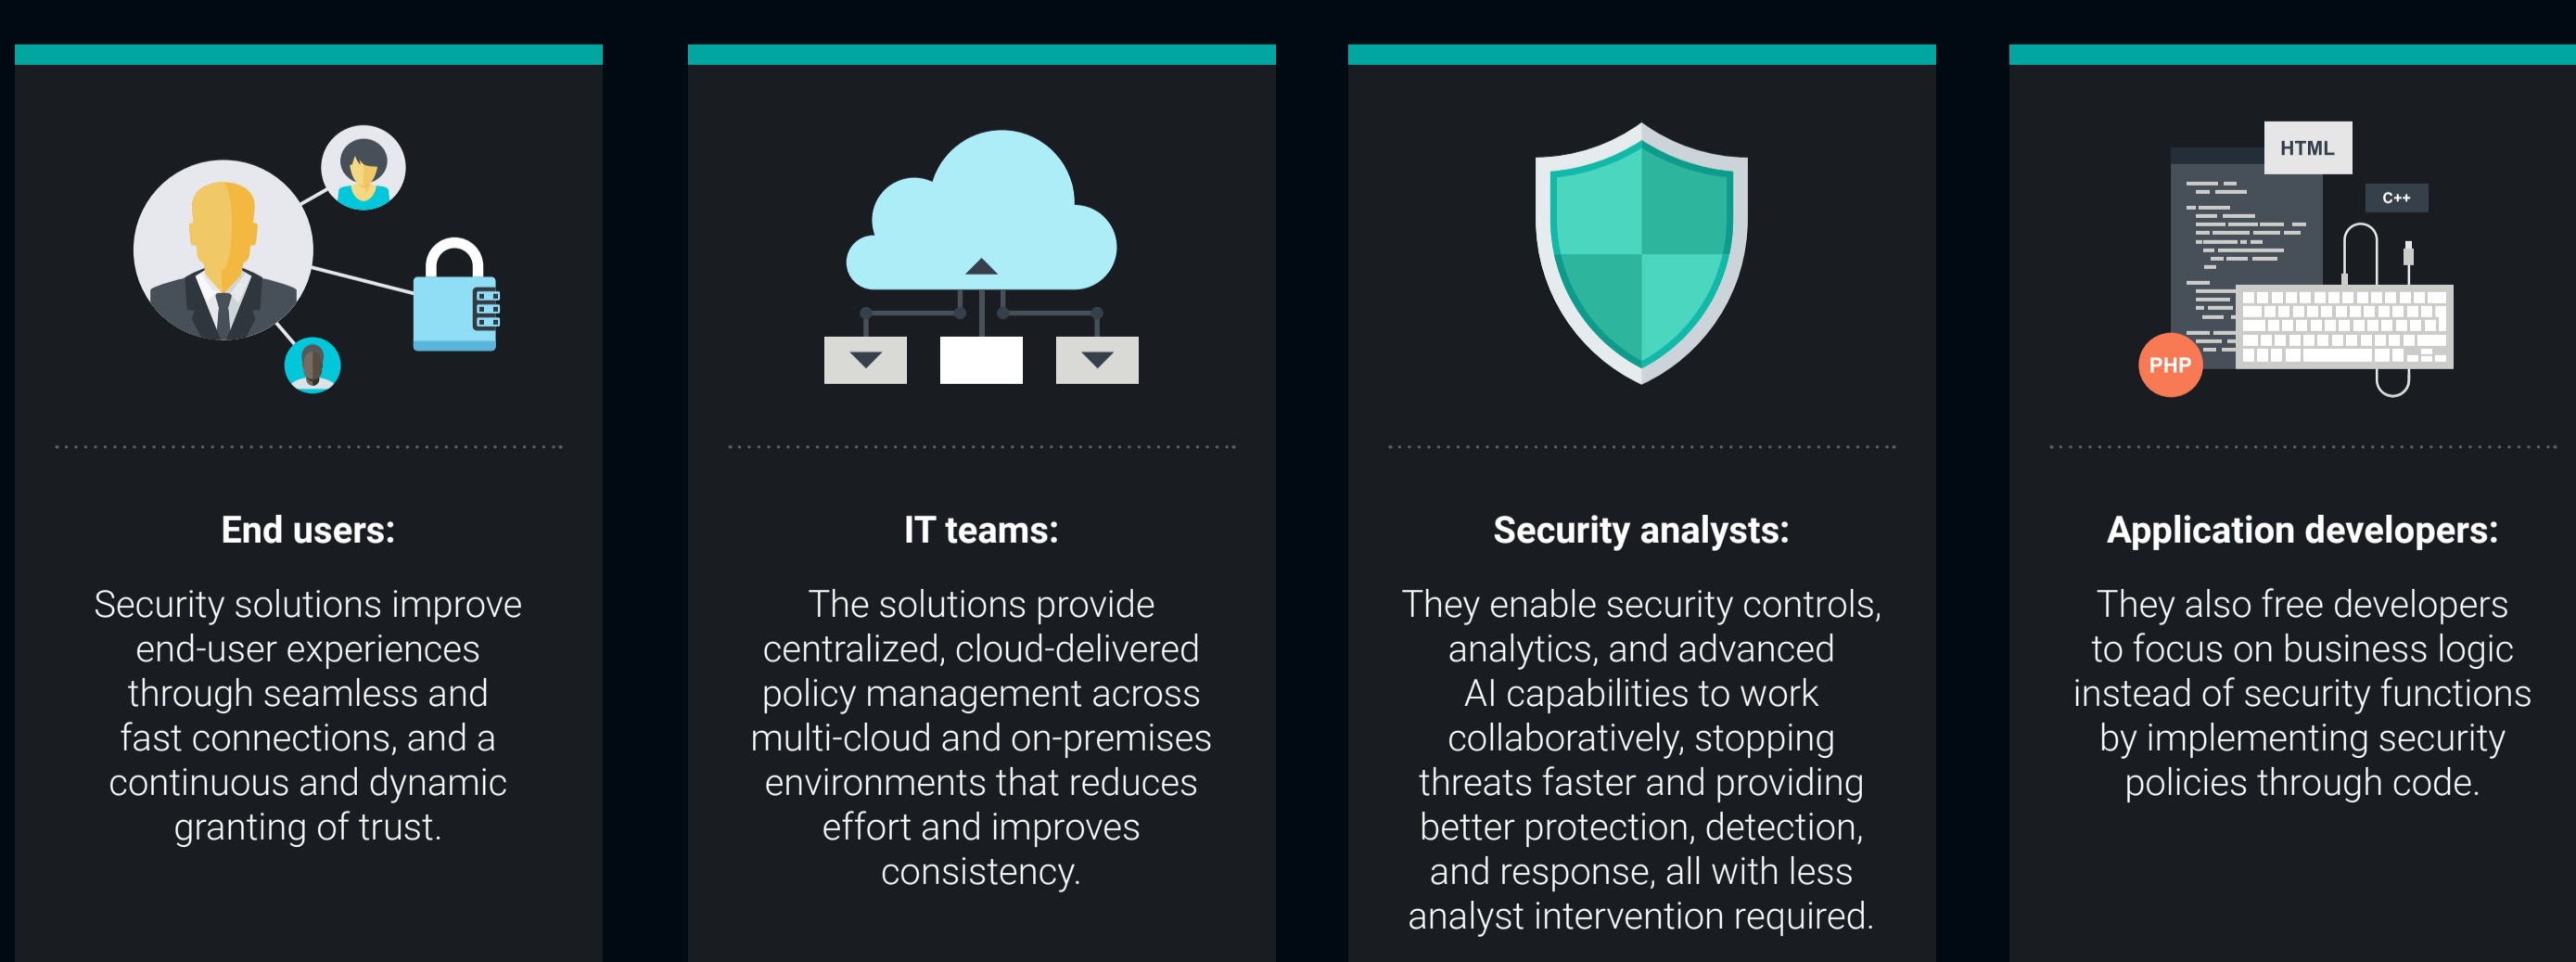 End users:
Security solutions improve
end-user experiences
through seamless and
fast connections, and a
continuous and dynamic
granting of trust.
IT teams:
The solutions provide
centralized, cloud-delivered
policy management across
multi-cloud and on-premises
environments that reduces
effort and improves
consistency.
Security analysts:
They enable security controls,
analytics, and advanced
AI capabilities to work
collaboratively, stopping
threats faster and providing
better protection, detection,
and response, all with less
analyst intervention required.
HTML
C++
PHP
Application developers:
They also free developers
to focus on business logic
instead of security functions
by implementing security
policies through code.